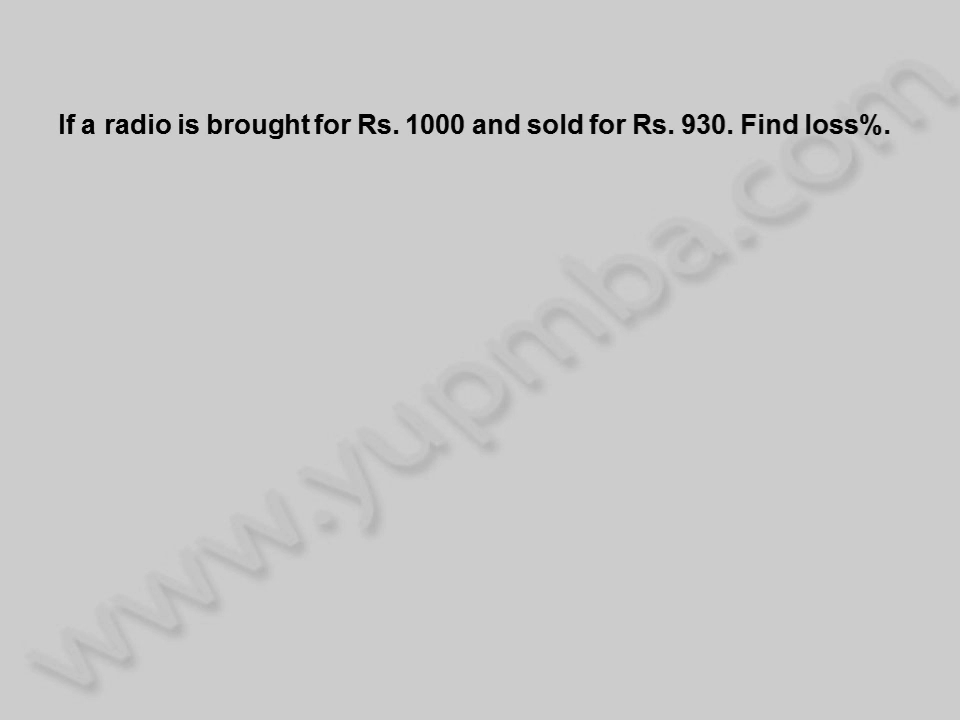 If a radio is brought for Rs. 1000 and sold for Rs. 930. Find loss%.
www.yupmba.com